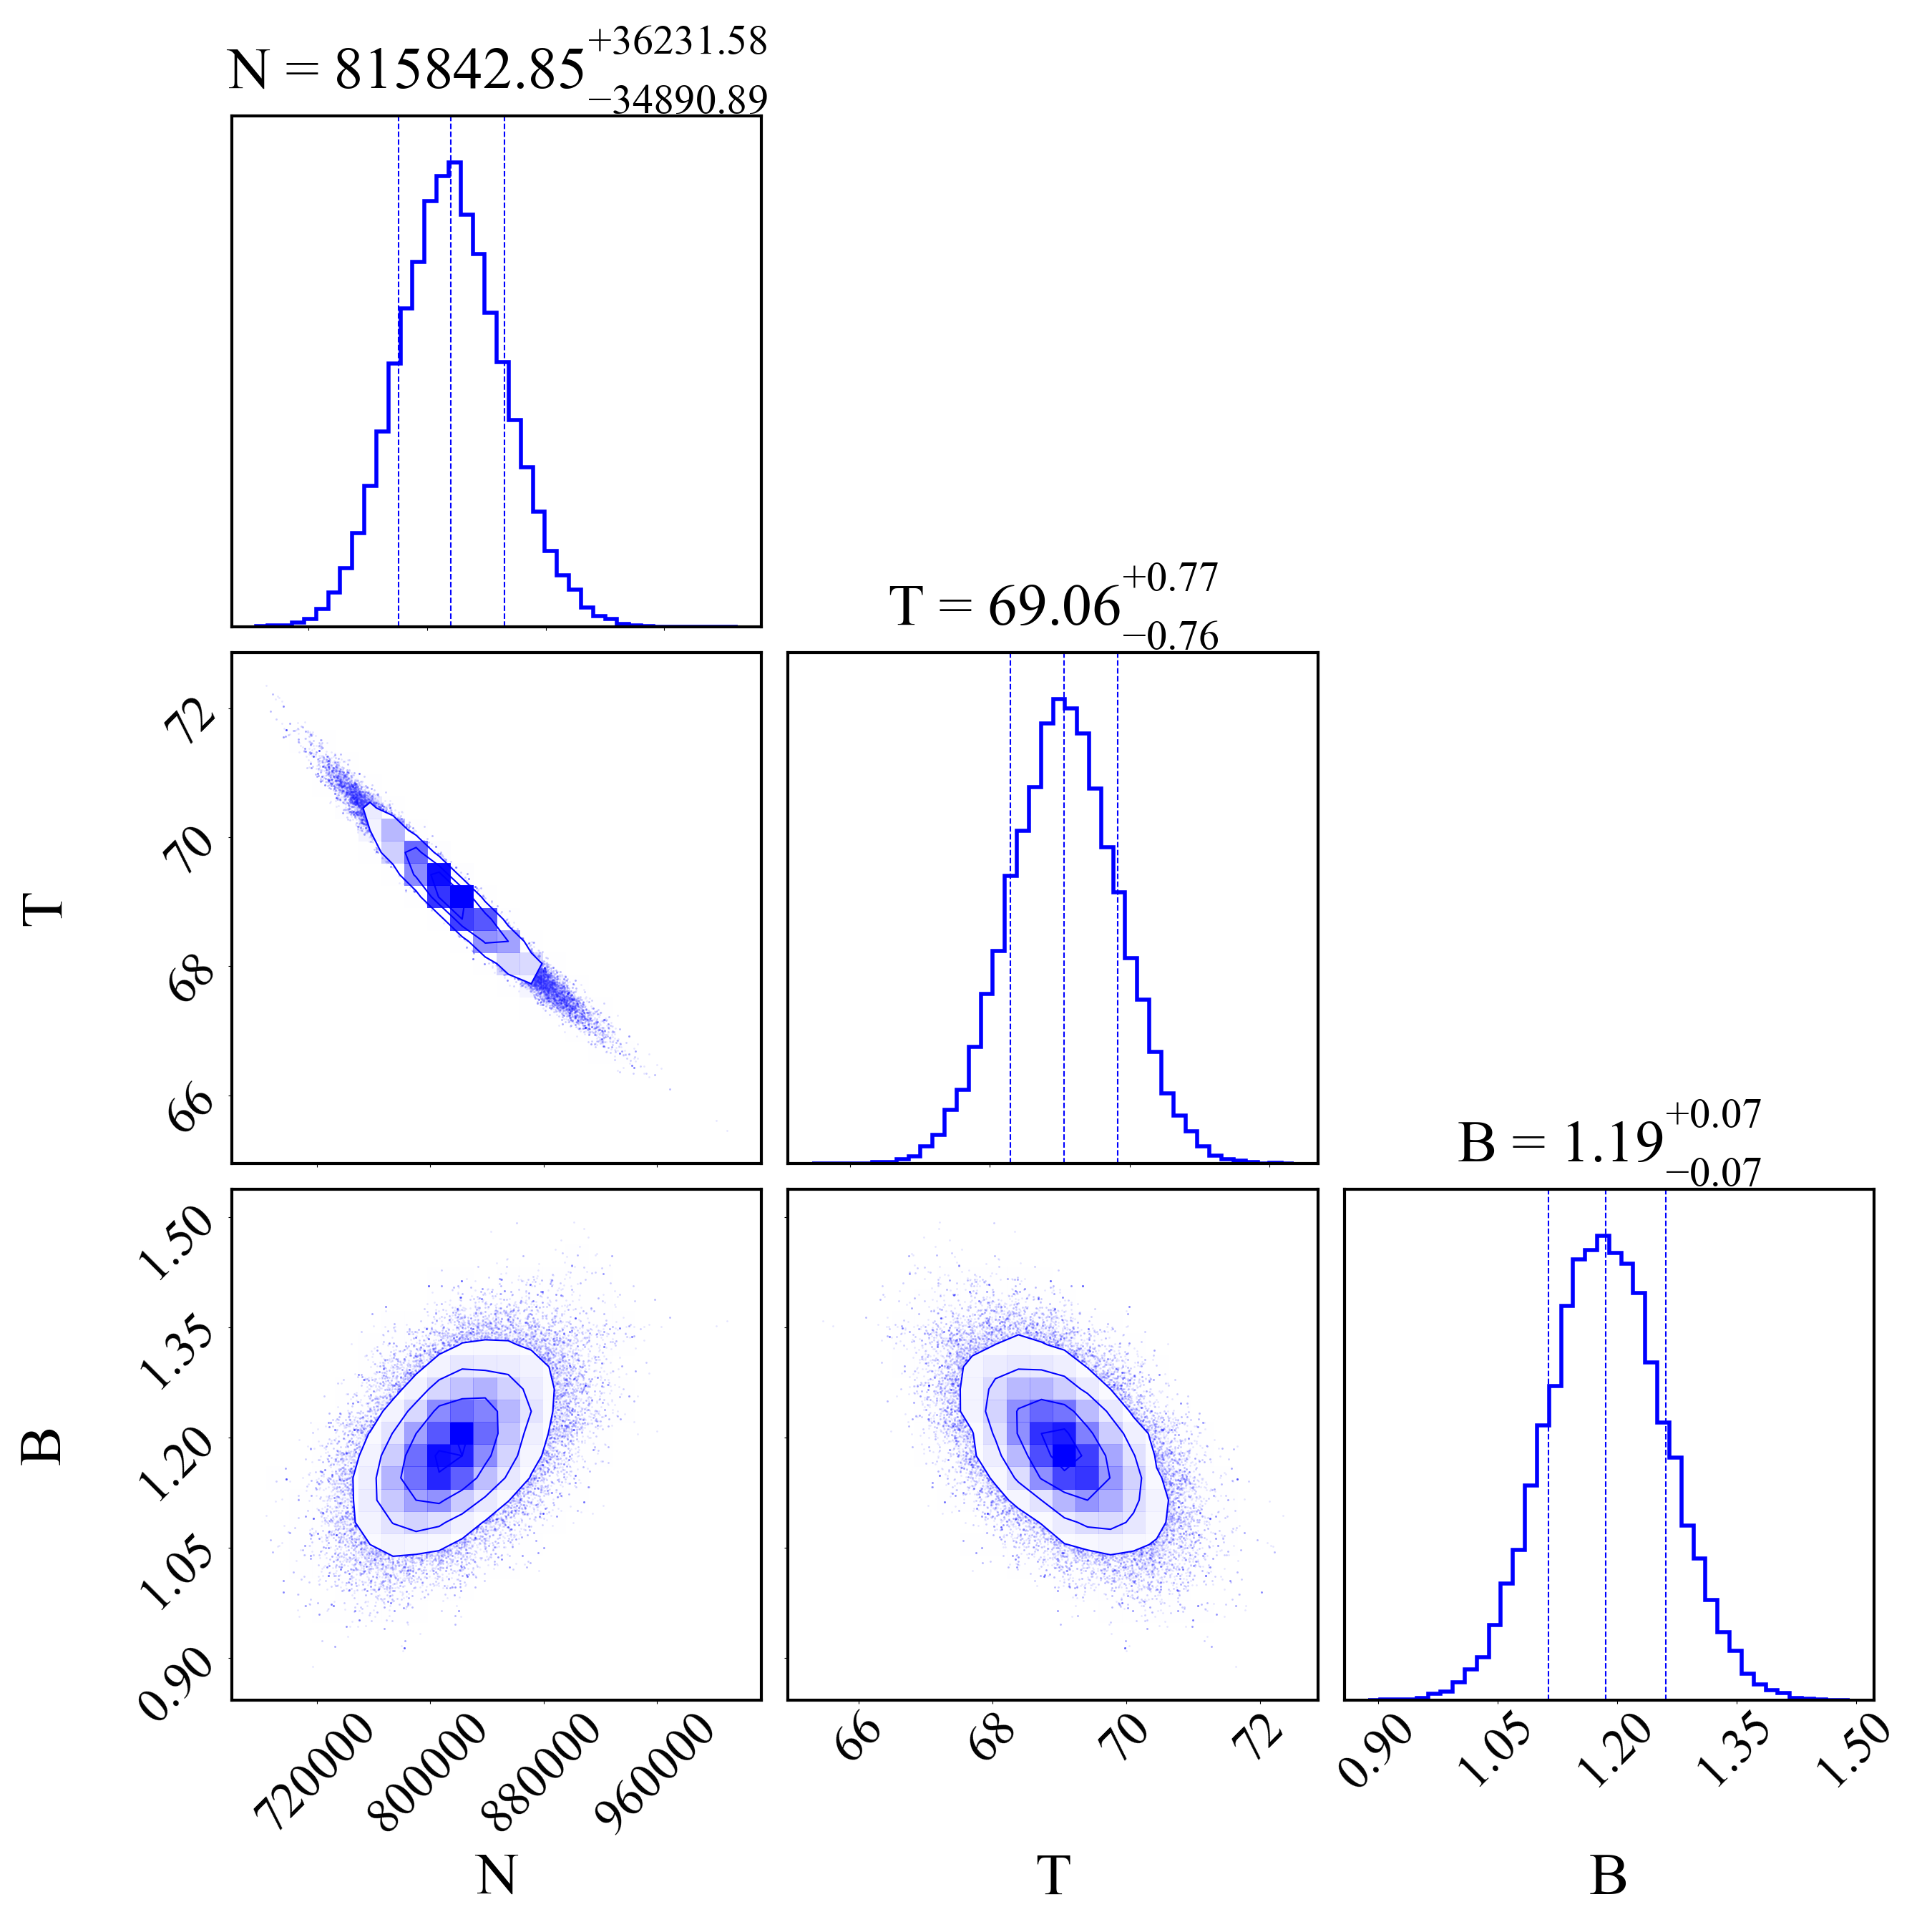 N = 815842.85 +36231.58 −34890.89
T = 69.06 +0.77 −0.76
72
70
68
66
T
B = 1.19 +0.07 −0.07
1.50
1.35
1.20
1.05
0.90
B
720000 800000 880000 960000
66 68 70 72
0.90 1.05 1.20 1.35 1.50
N T B